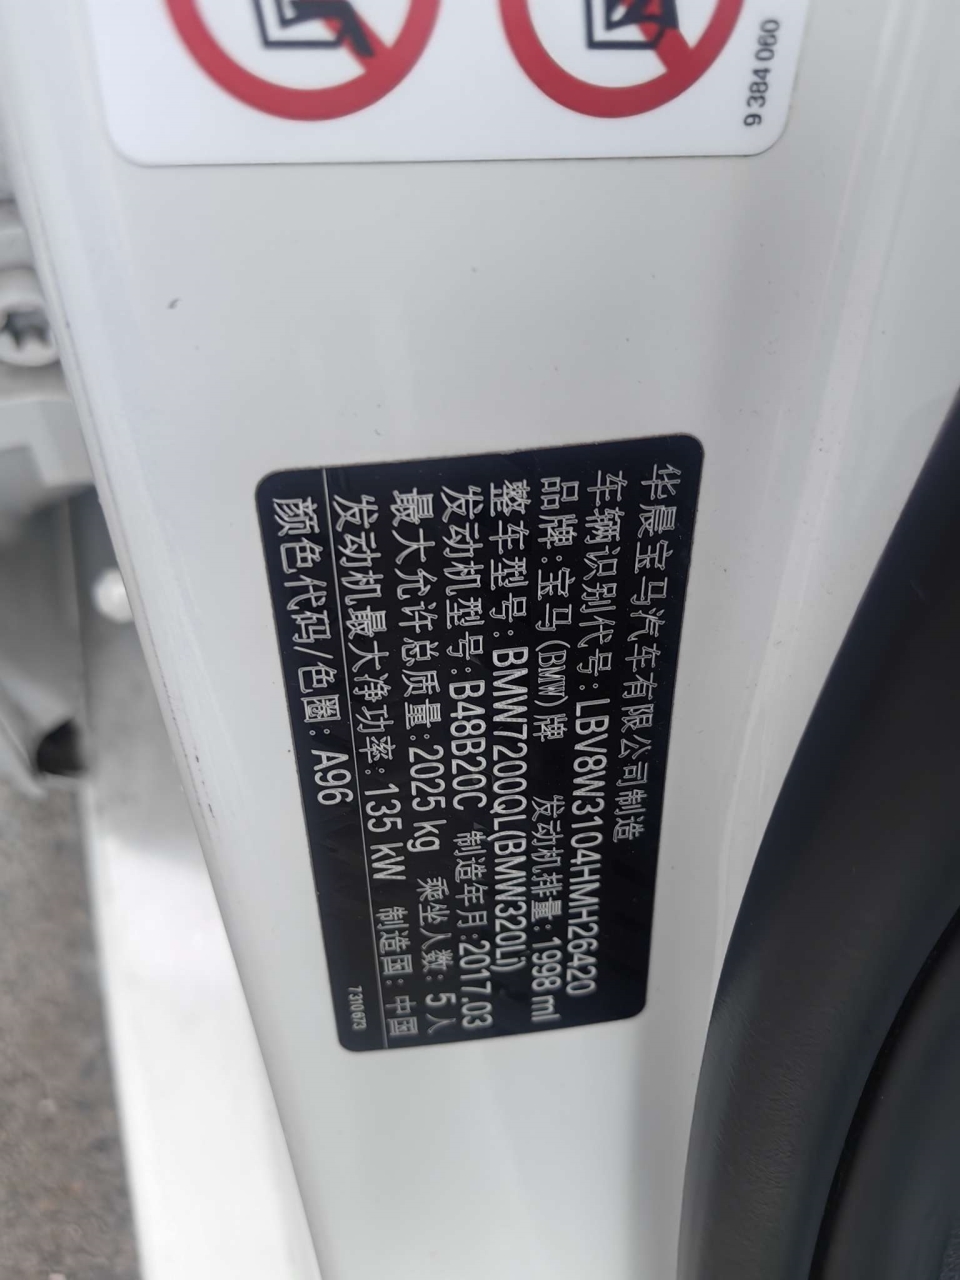 9 384 060
华晨宝马汽车有限公司制造
车辆识别代号:LBV8W3104HMH26420
品牌:宝马(BMW)牌 发动机排量:1998 ml
整车型号:BMW7200QL(BMW320Li)
发动机型号:B48B20C 制造年月:2017.03
最大允许总质量:2025 kg 乘坐人数: 5人
发动机最大净功率:135 kW 制造国:中国
颜色代码/色圈: A96 7310673